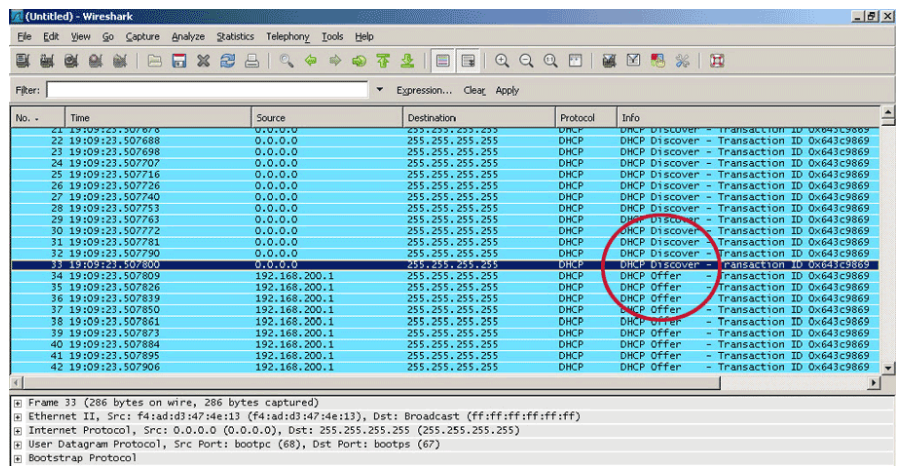 (Untitled) - Wireshark
File Edit View Go Capture Analyze Statistics Telephony Tools Help
Filter: Expression... Clear Apply
No. - Time Source Destination Protocol Info
21 19:09:23.507678 0.0.0.0 255.255.255.255 DHCP DHCP Discover - Transaction ID 0x643c9869
22 19:09:23.507688 0.0.0.0 255.255.255.255 DHCP DHCP Discover - Transaction ID 0x643c9869
23 19:09:23.507698 0.0.0.0 255.255.255.255 DHCP DHCP Discover - Transaction ID 0x643c9869
24 19:09:23.507707 0.0.0.0 255.255.255.255 DHCP DHCP Discover - Transaction ID 0x643c9869
25 19:09:23.507716 0.0.0.0 255.255.255.255 DHCP DHCP Discover - Transaction ID 0x643c9869
26 19:09:23.507726 0.0.0.0 255.255.255.255 DHCP DHCP Discover - Transaction ID 0x643c9869
27 19:09:23.507740 0.0.0.0 255.255.255.255 DHCP DHCP Discover - Transaction ID 0x643c9869
28 19:09:23.507753 0.0.0.0 255.255.255.255 DHCP DHCP Discover - Transaction ID 0x643c9869
29 19:09:23.507763 0.0.0.0 255.255.255.255 DHCP DHCP Discover - Transaction ID 0x643c9869
30 19:09:23.507772 0.0.0.0 255.255.255.255 DHCP DHCP Discover - Transaction ID 0x643c9869
31 19:09:23.507781 0.0.0.0 255.255.255.255 DHCP DHCP Discover - Transaction ID 0x643c9869
32 19:09:23.507790 0.0.0.0 255.255.255.255 DHCP DHCP Discover - Transaction ID 0x643c9869
33 19:09:23.507800 0.0.0.0 255.255.255.255 DHCP DHCP Discover - Transaction ID 0x643c9869
34 19:09:23.507809 192.168.200.1 255.255.255.255 DHCP DHCP Offer - Transaction ID 0x643c9869
35 19:09:23.507826 192.168.200.1 255.255.255.255 DHCP DHCP Offer - Transaction ID 0x643c9869
36 19:09:23.507839 192.168.200.1 255.255.255.255 DHCP DHCP Offer - Transaction ID 0x643c9869
37 19:09:23.507850 192.168.200.1 255.255.255.255 DHCP DHCP Offer - Transaction ID 0x643c9869
38 19:09:23.507861 192.168.200.1 255.255.255.255 DHCP DHCP Offer - Transaction ID 0x643c9869
39 19:09:23.507873 192.168.200.1 255.255.255.255 DHCP DHCP Offer - Transaction ID 0x643c9869
40 19:09:23.507884 192.168.200.1 255.255.255.255 DHCP DHCP Offer - Transaction ID 0x643c9869
41 19:09:23.507895 192.168.200.1 255.255.255.255 DHCP DHCP Offer - Transaction ID 0x643c9869
42 19:09:23.507906 192.168.200.1 255.255.255.255 DHCP DHCP Offer - Transaction ID 0x643c9869
Frame 33 (286 bytes on wire, 286 bytes captured)
Ethernet II, Src: f4:ad:d3:47:4e:13 (f4:ad:d3:47:4e:13), Dst: Broadcast (ff:ff:ff:ff:ff:ff)
Internet Protocol, Src: 0.0.0.0 (0.0.0.0), Dst: 255.255.255.255 (255.255.255.255)
User Datagram Protocol, Src Port: bootpc (68), Dst Port: bootps (67)
Bootstrap Protocol